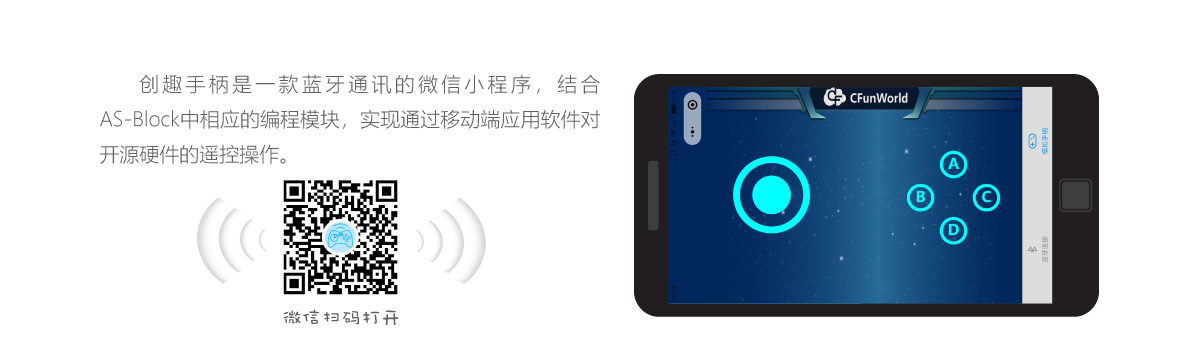 创趣手柄是一款蓝牙通讯的微信小程序，结合
AS-Block中相应的编程模块，实现通过移动端应用软件对
开源硬件的遥控操作。
微信扫码打开
CFunWorld
A
B
C
D
模拟手柄
蓝牙连接